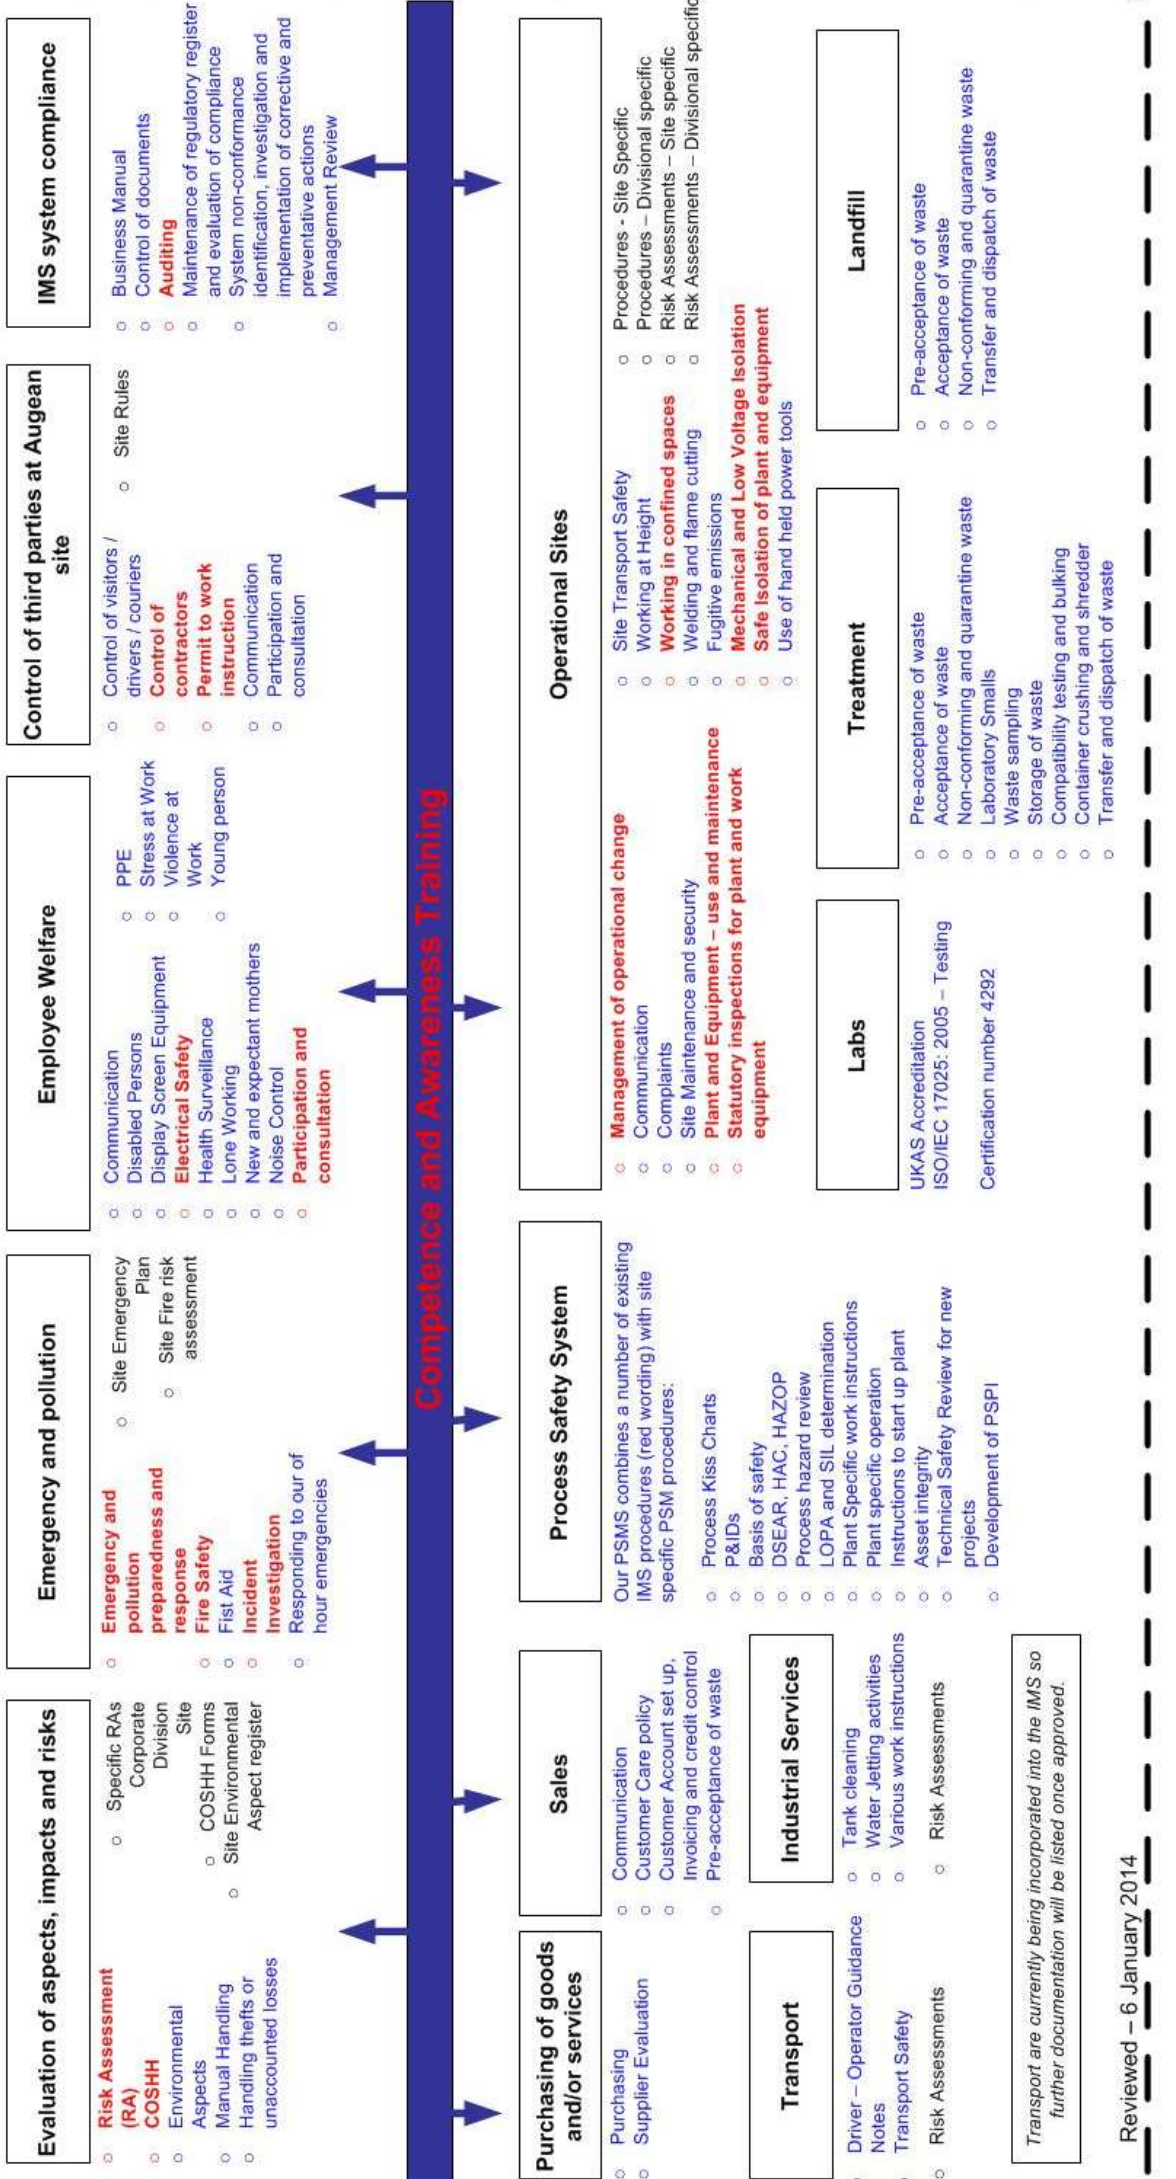 Evaluation of aspects, impacts and risks
○ Risk Assessment
(RA)
○ COSHH
○ Environmental
Aspects
○ Manual Handling
○ Handling thefts or
unaccounted losses
○ Specific RAs
Corporate
Division
Site
○ COSHH Forms
○ Site Environmental
Aspect register
Emergency and pollution
○ Emergency and
pollution
preparedness and
response
○ Fire Safety
○ Fist Aid
○ Incident
Investigation
○ Responding to our of
hour emergencies
○ Site Emergency
Plan
○ Site Fire risk
assessment
Employee Welfare
○ Communication
○ Disabled Persons
○ Display Screen Equipment
○ Electrical Safety
○ Health Surveillance
○ Lone Working
○ New and expectant mothers
○ Noise Control
○ Participation and
consultation
○ PPE
○ Stress at Work
○ Violence at
Work
○ Young person
Control of third parties at Augean
site
○ Control of visitors /
drivers / couriers
○ Control of
contractors
○ Permit to work
instruction
○ Communication
○ Participation and
consultation
○ Site Rules
IMS system compliance
○ Business Manual
○ Control of documents
○ Auditing
○ Maintenance of regulatory register
and evaluation of compliance
○ System non-conformance
identification, investigation and
implementation of corrective and
preventative actions
○ Management Review
Competence and Awareness Training
Purchasing of goods
and/or services
○ Purchasing
○ Supplier Evaluation
Sales
○ Communication
○ Customer Care policy
○ Customer Account set up,
Invoicing and credit control
○ Pre-acceptance of waste
Process Safety System
Our PSMS combines a number of existing
IMS procedures (red wording) with site
specific PSM procedures:
○ Process Kiss Charts
○ P&IDs
○ Basis of safety
○ DSEAR, HAC, HAZOP
○ Process hazard review
○ LOPA and SIL determination
○ Plant Specific work instructions
○ Plant specific operation
○ Instructions to start up plant
○ Asset integrity
○ Technical Safety Review for new
projects
○ Development of PSPI
Operational Sites
○ Management of operational change
○ Communication
○ Complaints
○ Site Maintenance and security
○ Plant and Equipment – use and maintenance
○ Statutory inspections for plant and work
equipment
○ Site Transport Safety
○ Working at Height
○ Working in confined spaces
○ Welding and flame cutting
○ Fugitive emissions
○ Mechanical and Low Voltage Isolation
○ Safe Isolation of plant and equipment
○ Use of hand held power tools
○ Procedures - Site Specific
○ Procedures – Divisional specific
○ Risk Assessments – Site specific
○ Risk Assessments – Divisional specific
Transport
○ Driver – Operator Guidance
Notes
○ Transport Safety
○ Risk Assessments
Industrial Services
○ Tank cleaning
○ Water Jetting activities
○ Various work instructions
○ Risk Assessments
Labs
UKAS Accreditation
ISO/IEC 17025: 2005 – Testing
Certification number 4292
Treatment
○ Pre-acceptance of waste
○ Acceptance of waste
○ Non-conforming and quarantine waste
○ Laboratory Smalls
○ Waste sampling
○ Storage of waste
○ Compatibility testing and bulking
○ Container crushing and shredder
○ Transfer and dispatch of waste
Landfill
○ Pre-acceptance of waste
○ Acceptance of waste
○ Non-conforming and quarantine waste
○ Transfer and dispatch of waste
Transport are currently being incorporated into the IMS so
further documentation will be listed once approved.
Reviewed – 6 January 2014